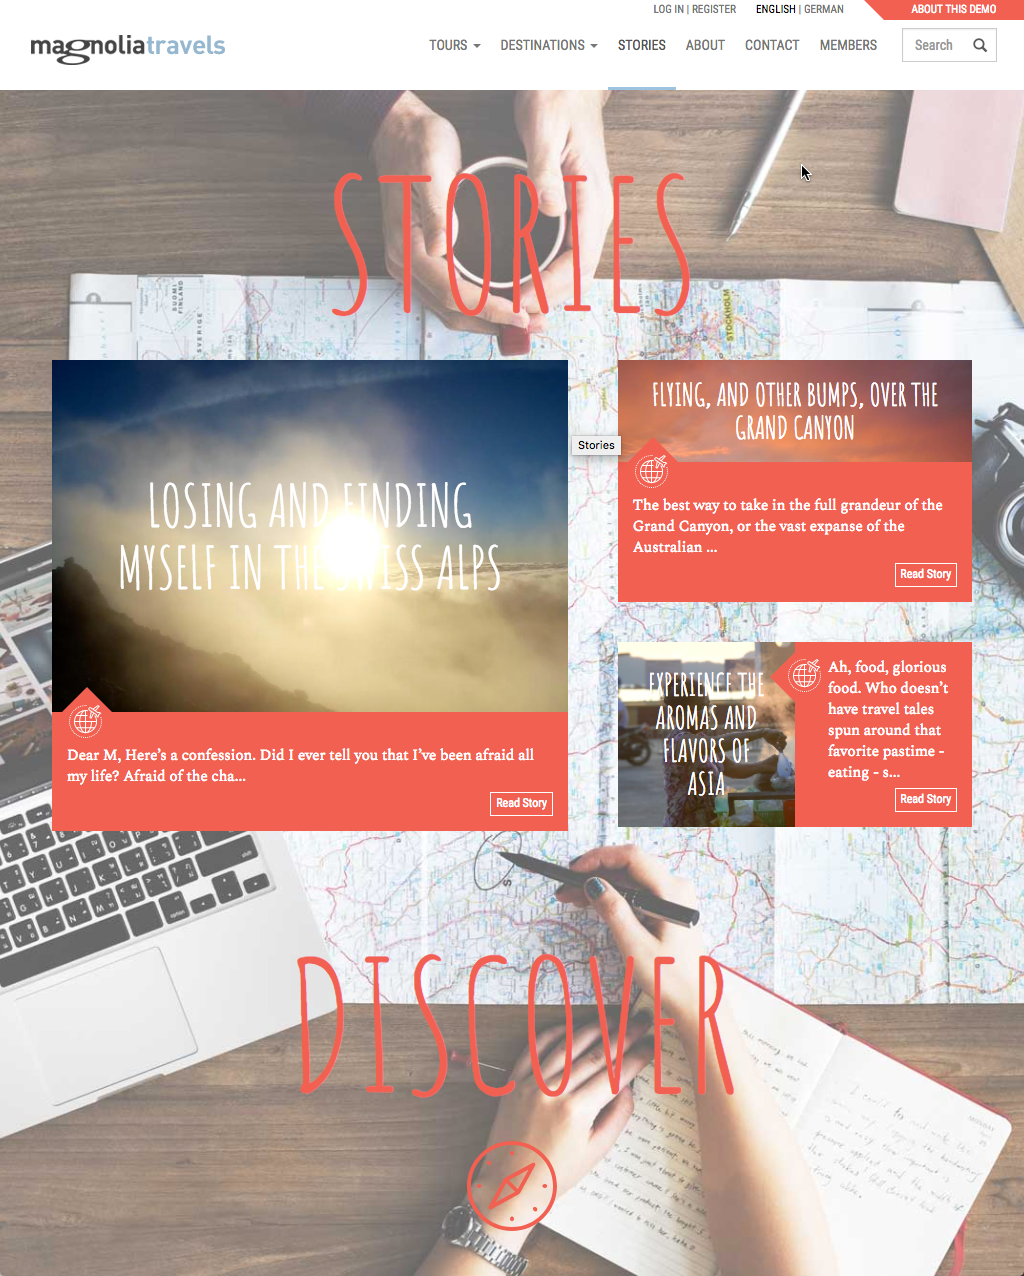 LOG IN | REGISTER ENGLISH | GERMAN ABOUT THIS DEMO
magnoliatravels
TOURS DESTINATIONS STORIES ABOUT CONTACT MEMBERS Search
STORIES
SUOMI
FINLAND
SVERIGE
STOCKHOLM
LOSING AND FINDING
MYSELF IN THE SWISS ALPS
Dear M, Here's a confession. Did I ever tell you that I've been afraid all
my life? Afraid of the cha...
Read Story
Stories
FLYING, AND OTHER BUMPS, OVER THE
GRAND CANYON
The best way to take in the full grandeur of the
Grand Canyon, or the vast expanse of the
Australian ...
Read Story
EXPERIENCE THE
AROMAS AND
FLAVORS OF
ASIA
Ah, food, glorious
food. Who doesn't
have travel tales
spun around that
favorite pastime -
eating - s...
Read Story
DISCOVER